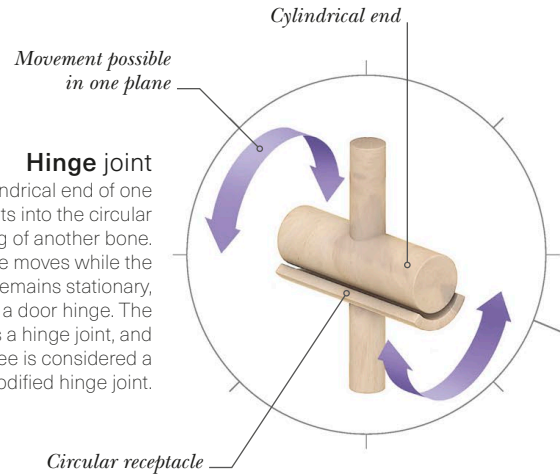 Cylindrical end
Movement possible
in one plane
Hinge joint
ndrical end of one
ts into the circular
g of another bone.
e moves while the
emains stationary,
a door hinge. The
s a hinge joint, and
ee is considered a
odified hinge joint.
Circular receptacle